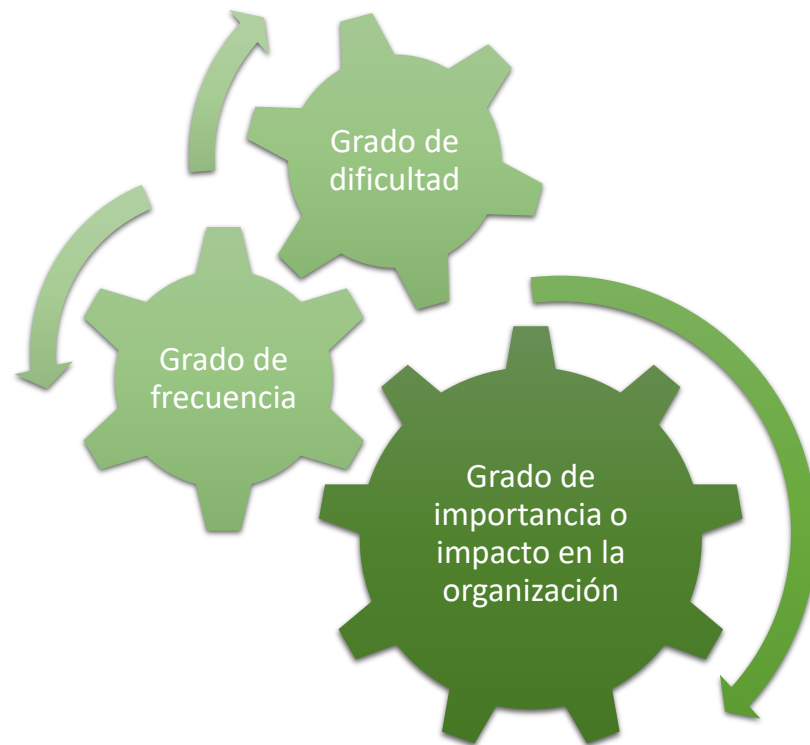 Grado de
dificultad
Grado de
frecuencia
Grado de
importancia o
impacto en la
organización